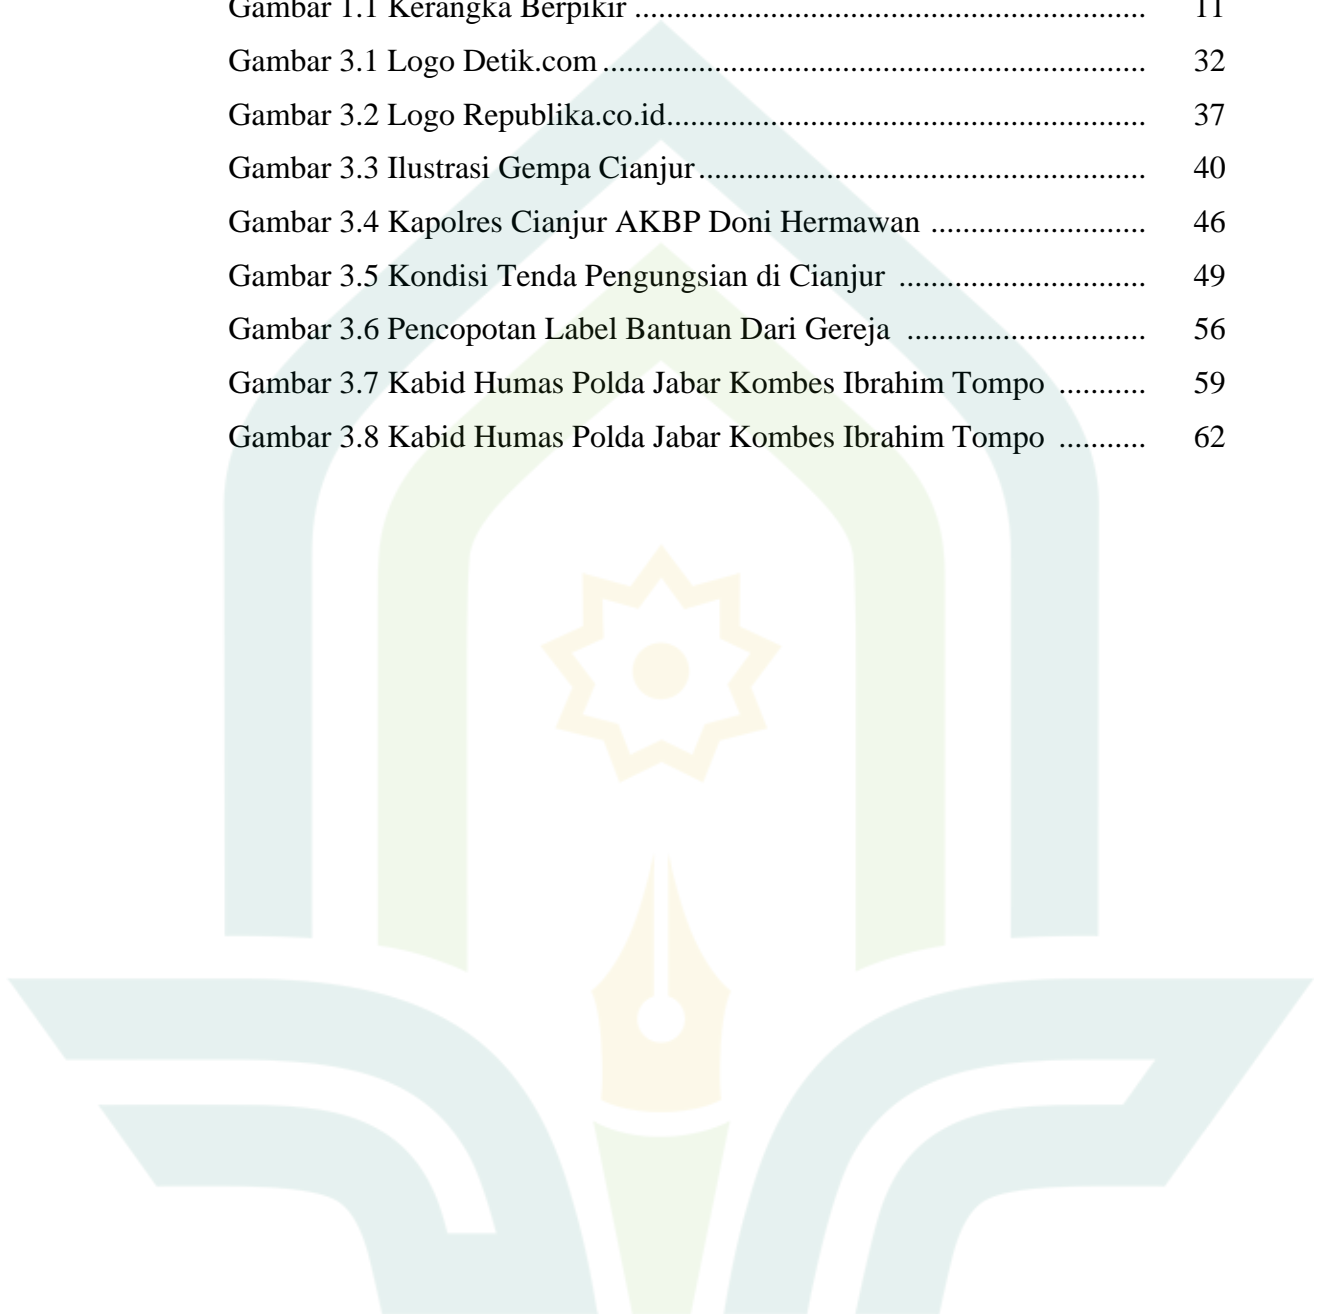 Gambar 1.1 Kerangka Berpikir ................................................................ 11
Gambar 3.1 Logo Detik.com .................................................................... 32
Gambar 3.2 Logo Republika.co.id............................................................ 37
Gambar 3.3 Ilustrasi Gempa Cianjur ........................................................ 40
Gambar 3.4 Kapolres Cianjur AKBP Doni Hermawan ........................... 46
Gambar 3.5 Kondisi Tenda Pengungsian di Cianjur ............................... 49
Gambar 3.6 Pencopotan Label Bantuan Dari Gereja .............................. 56
Gambar 3.7 Kabid Humas Polda Jabar Kombes Ibrahim Tompo ........... 59
Gambar 3.8 Kabid Humas Polda Jabar Kombes Ibrahim Tompo ........... 62